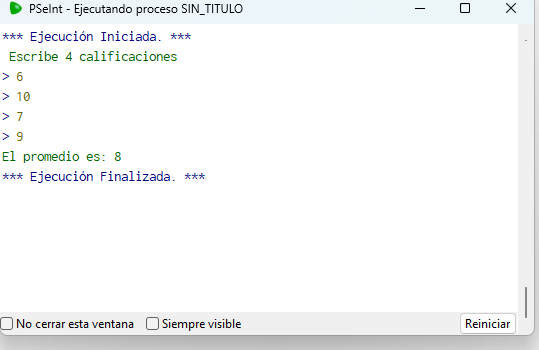 PSeInt - Ejecutando proceso SIN_TITULO
*** Ejecución Iniciada. ***
Escribe 4 calificaciones
> 6
> 10
> 7
> 9
El promedio es: 8
*** Ejecución Finalizada. ***
No cerrar esta ventana Siempre visible Reiniciar